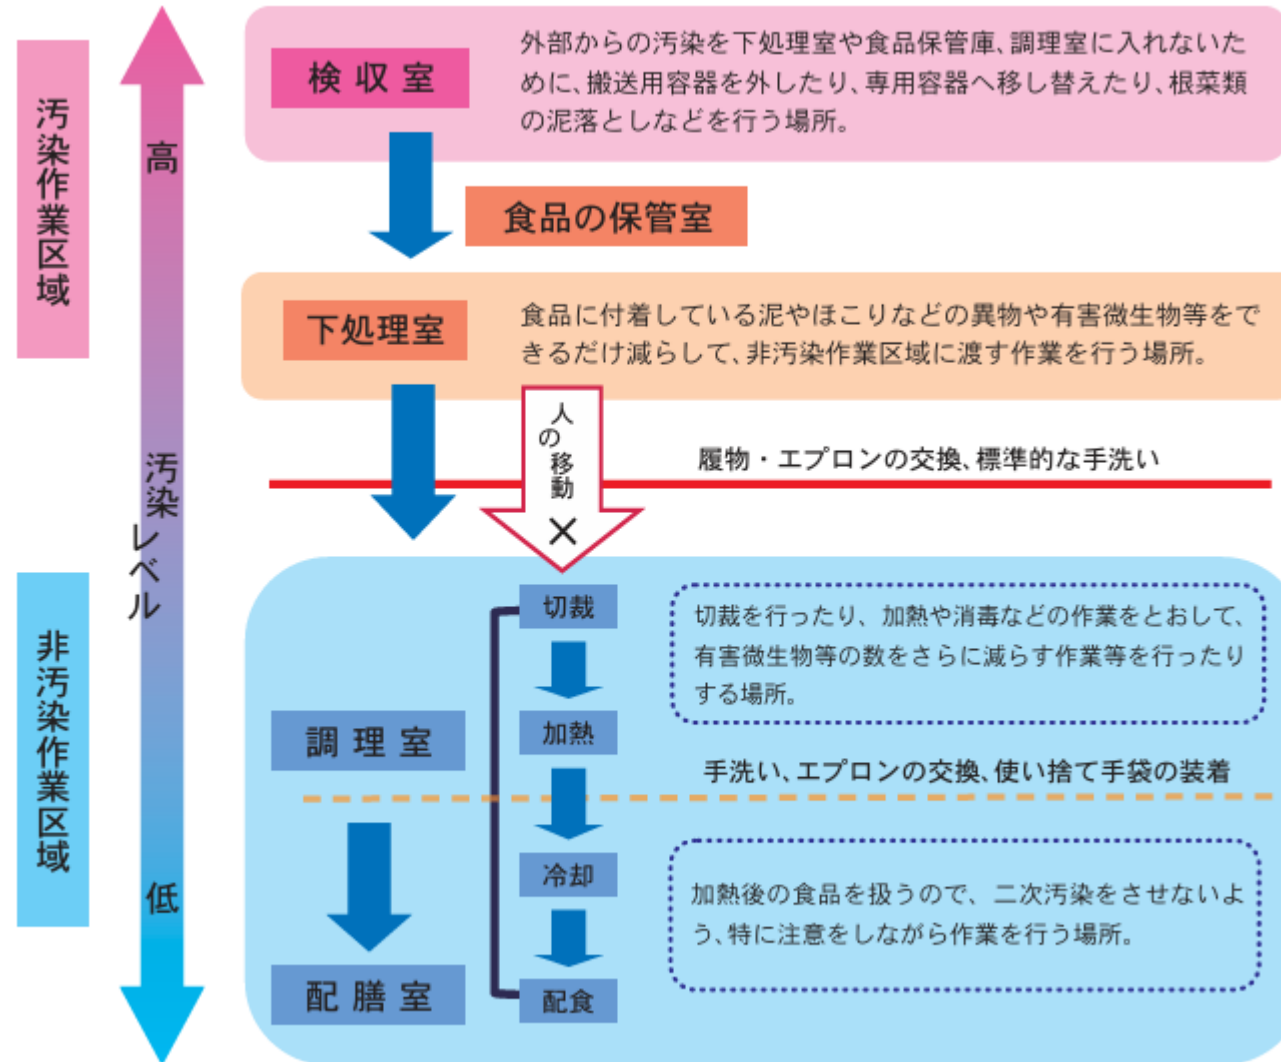 汚染作業区域
非汚染作業区域
高
汚染レベル
低
検収室
外部からの汚染を下処理室や食品保管庫、調理室に入れないた
めに、搬送用容器を外したり、専用容器へ移し替えたり、根菜類
の泥落としなどを行う場所。
食品の保管室
下処理室
食品に付着している泥やほこりなどの異物や有害微生物等をで
きるだけ減らして、非汚染作業区域に渡す作業を行う場所。
人の移動
×
履物・エプロンの交換、標準的な手洗い
切裁
切裁を行ったり、加熱や消毒などの作業をとおして、
有害微生物等の数をさらに減らす作業等を行ったり
する場所。
調理室
加熱
手洗い、エプロンの交換、使い捨て手袋の装着
冷却
加熱後の食品を扱うので、二次汚染をさせないよ
う、特に注意をしながら作業を行う場所。
配膳室
配食